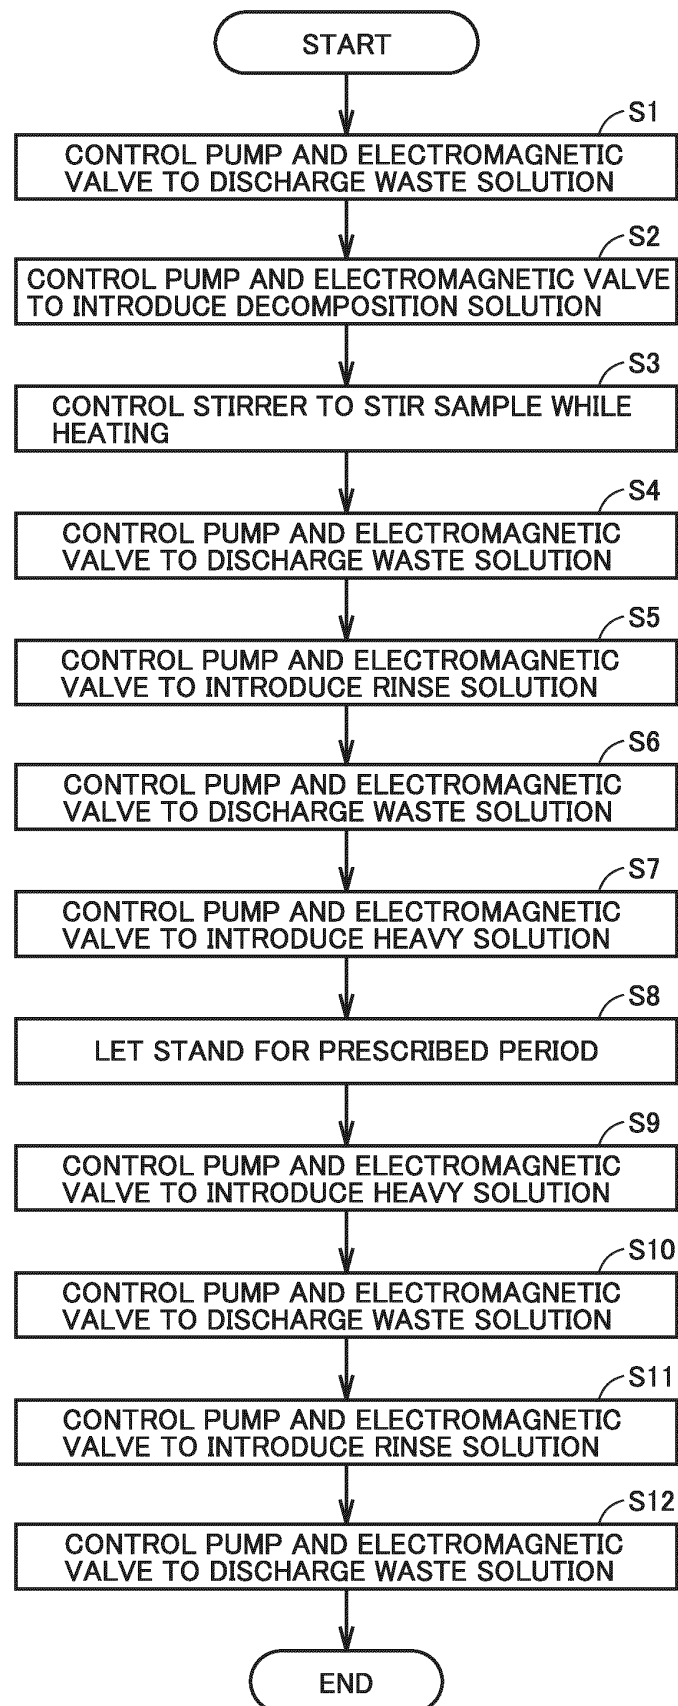 START
S1
CONTROL PUMP AND ELECTROMAGNETIC
VALVE TO DISCHARGE WASTE SOLUTION
S2
CONTROL PUMP AND ELECTROMAGNETIC VALVE
TO INTRODUCE DECOMPOSITION SOLUTION
S3
CONTROL STIRRER TO STIR SAMPLE WHILE
HEATING
S4
CONTROL PUMP AND ELECTROMAGNETIC
VALVE TO DISCHARGE WASTE SOLUTION
S5
CONTROL PUMP AND ELECTROMAGNETIC
VALVE TO INTRODUCE RINSE SOLUTION
S6
CONTROL PUMP AND ELECTROMAGNETIC
VALVE TO DISCHARGE WASTE SOLUTION
S7
CONTROL PUMP AND ELECTROMAGNETIC
VALVE TO INTRODUCE HEAVY SOLUTION
S8
LET STAND FOR PRESCRIBED PERIOD
S9
CONTROL PUMP AND ELECTROMAGNETIC
VALVE TO INTRODUCE HEAVY SOLUTION
S10
CONTROL PUMP AND ELECTROMAGNETIC
VALVE TO DISCHARGE WASTE SOLUTION
S11
CONTROL PUMP AND ELECTROMAGNETIC
VALVE TO INTRODUCE RINSE SOLUTION
S12
CONTROL PUMP AND ELECTROMAGNETIC
VALVE TO DISCHARGE WASTE SOLUTION
END